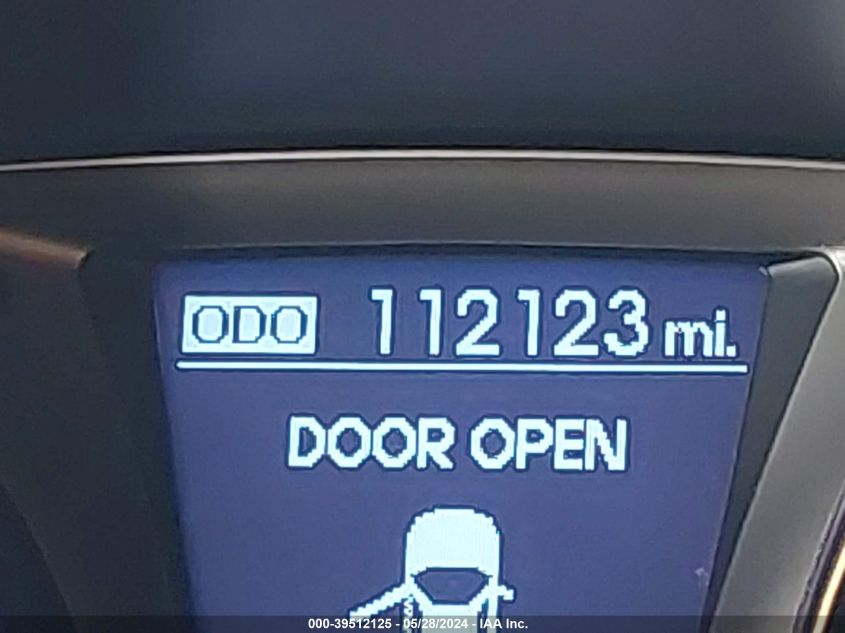 ODO 112123 mi.
DOOR OPEN
000-39512125 - 05/28/2024 - IAA Inc.